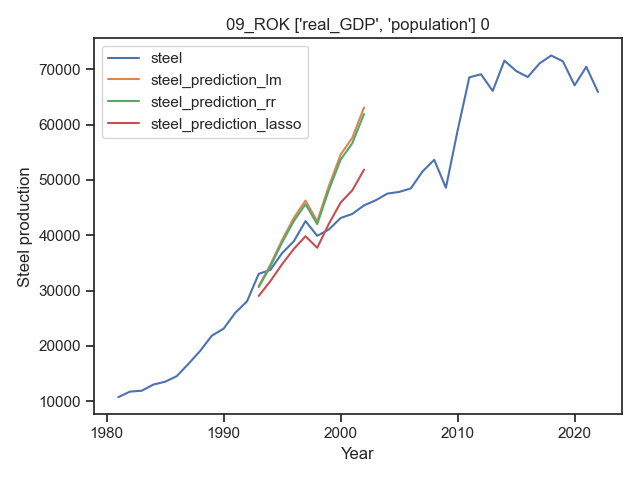 09_ROK ['real_GDP', 'population'] 0
steel
steel_prediction_lm
steel_prediction_rr
steel_prediction_lasso
70000
60000
50000
40000
30000
20000
10000
Steel production
1980 1990 2000 2010 2020
Year